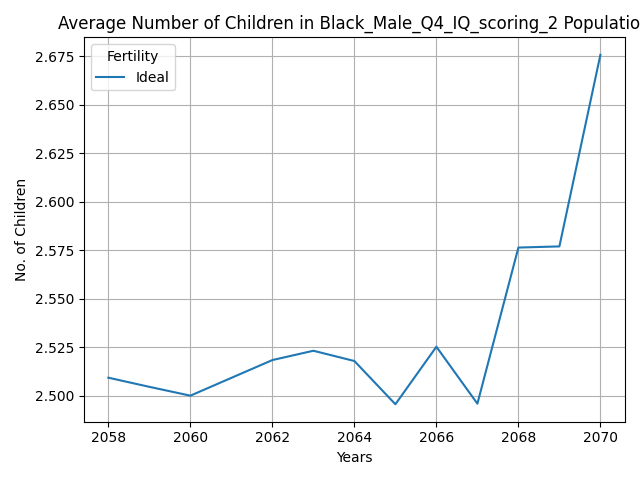 Average Number of Children in Black_Male_Q4_IQ_scoring_2 Populatio
Fertility
Ideal
2.675
2.650
2.625
2.600
2.575
2.550
2.525
2.500
No. of Children
2058 2060 2062 2064 2066 2068 2070
Years